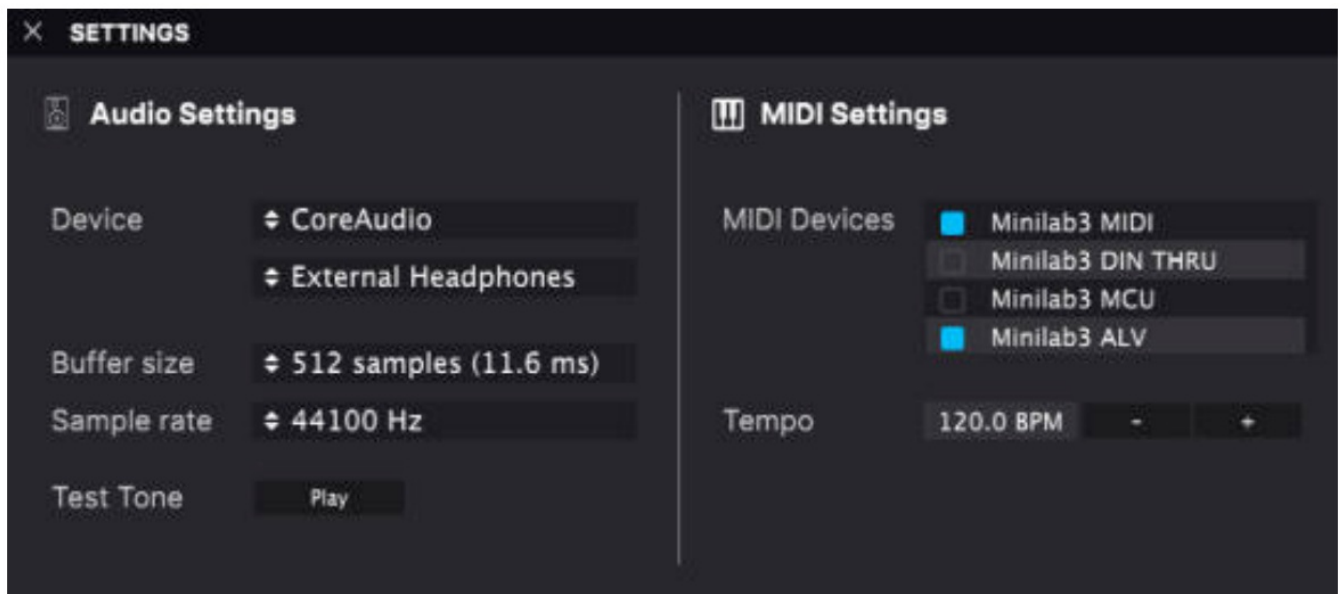 × SETTINGS
Audio Settings
Device
CoreAudio
External Headphones
Buffer size
512 samples (11.6 ms)
Sample rate
44100 Hz
Test Tone
Play
MIDI Settings
MIDI Devices
Minilab3 MIDI
Minilab3 DIN THRU
Minilab3 MCU
Minilab3 ALV
Tempo
120.0 BPM
-
+